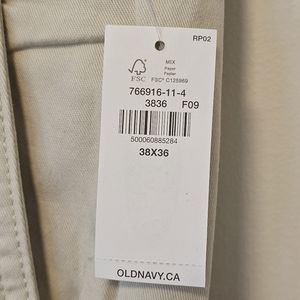 RP02
MIX
Paper
Papier
FSC
FSC® C125969
766916-11-4
3836 F09
500060885284
38X36
OLDNAVY.CA